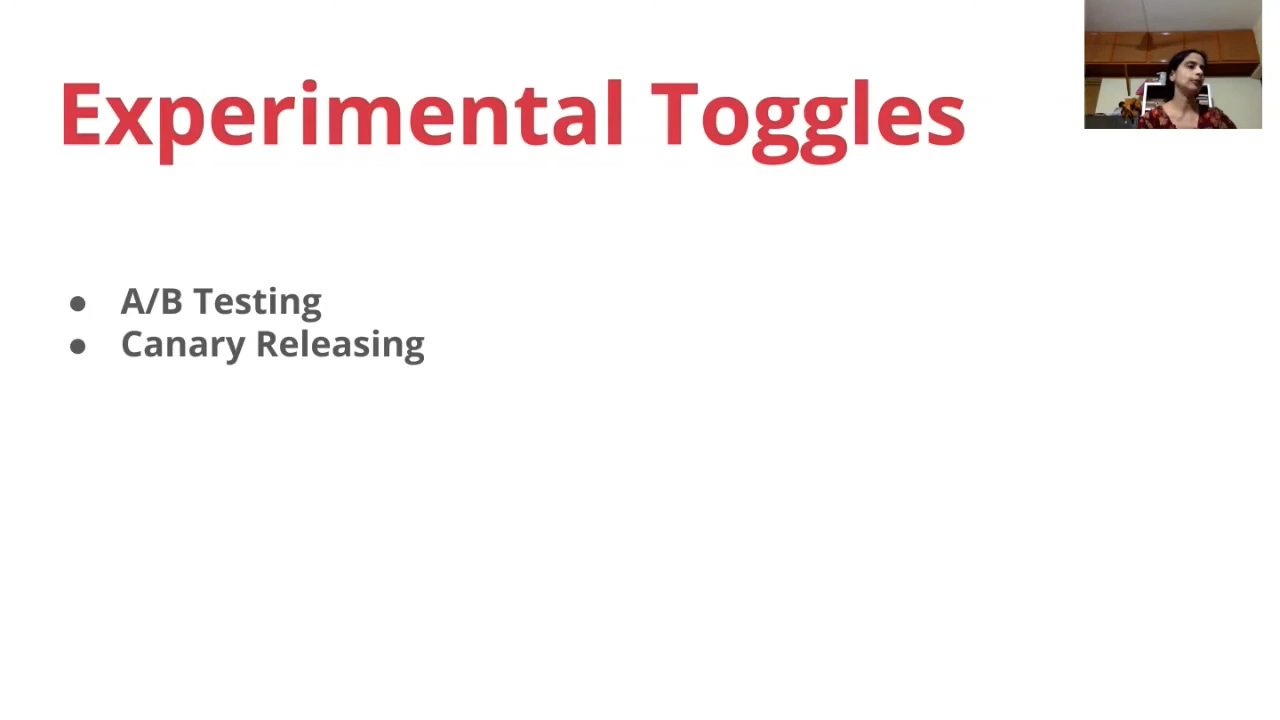 Experimental Toggles
● A/B Testing
● Canary Releasing